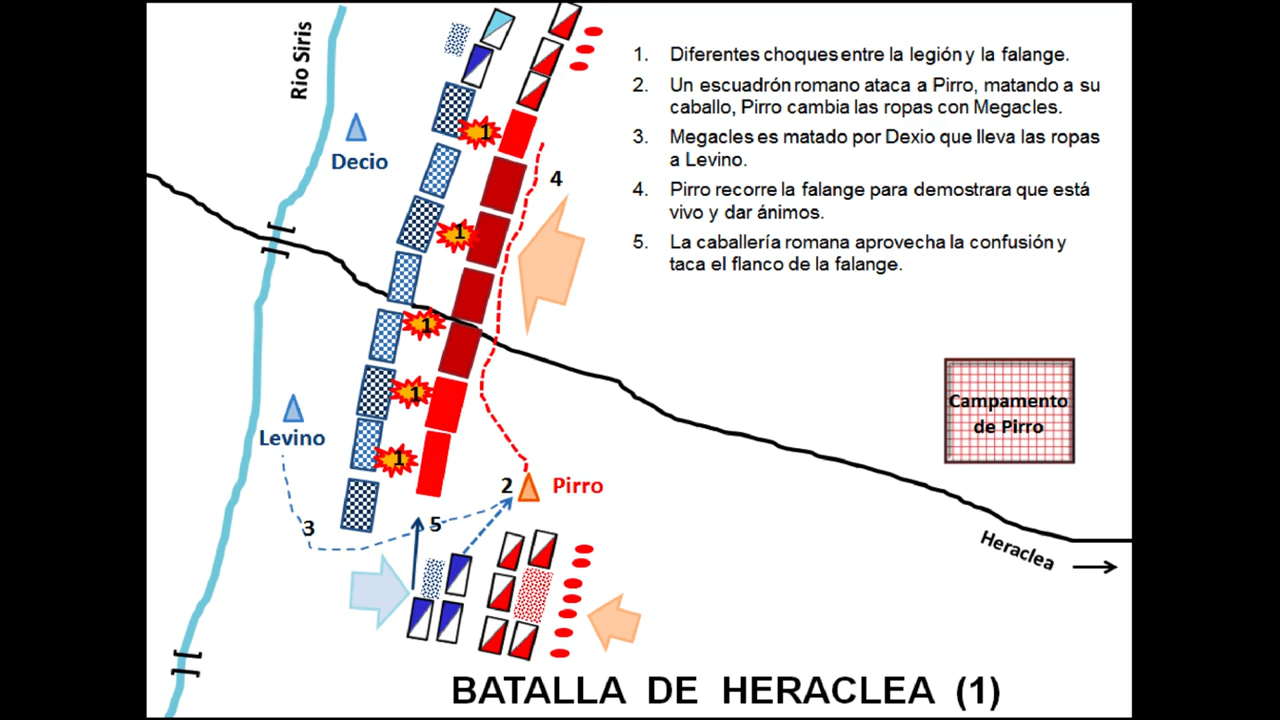 Rio Siris
1. Diferentes choques entre la legión y la falange.
2. Un escuadrón romano ataca a Pirro, matando a su
caballo, Pirro cambia las ropas con Megacles.
3. Megacles es matado por Dexio que lleva las ropas
a Levino.
4. Pirro recorre la falange para demostrara que está
vivo y dar ánimos.
5. La caballería romana aprovecha la confusión y
taca el flanco de la falange.
1
Decio
4
1
1
1
Levino
1
Campamento
de Pirro
2
Pirro
3
5
Heraclea
BATALLA DE HERACLEA (1)